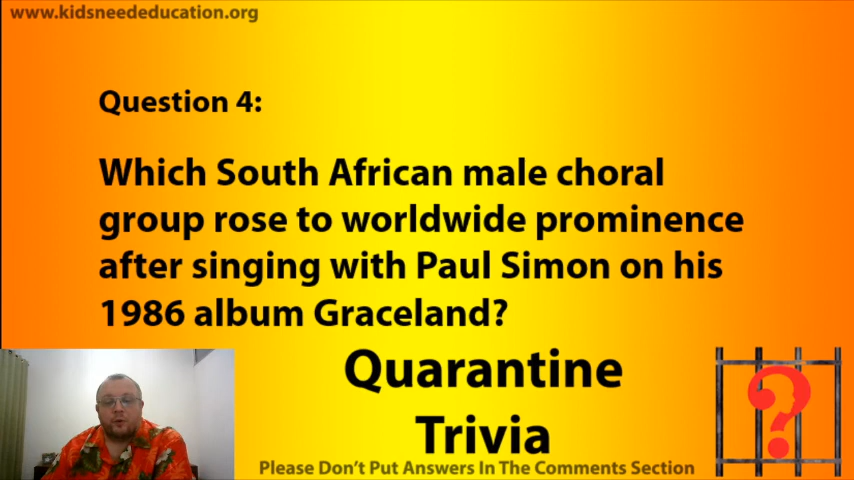 www.kidsneededucation.org
Question 4:
Which South African male choral
group rose to worldwide prominence
after singing with Paul Simon on his
1986 album Graceland?
Quarantine
Trivia
Please Don't Put Answers In The Comments Section